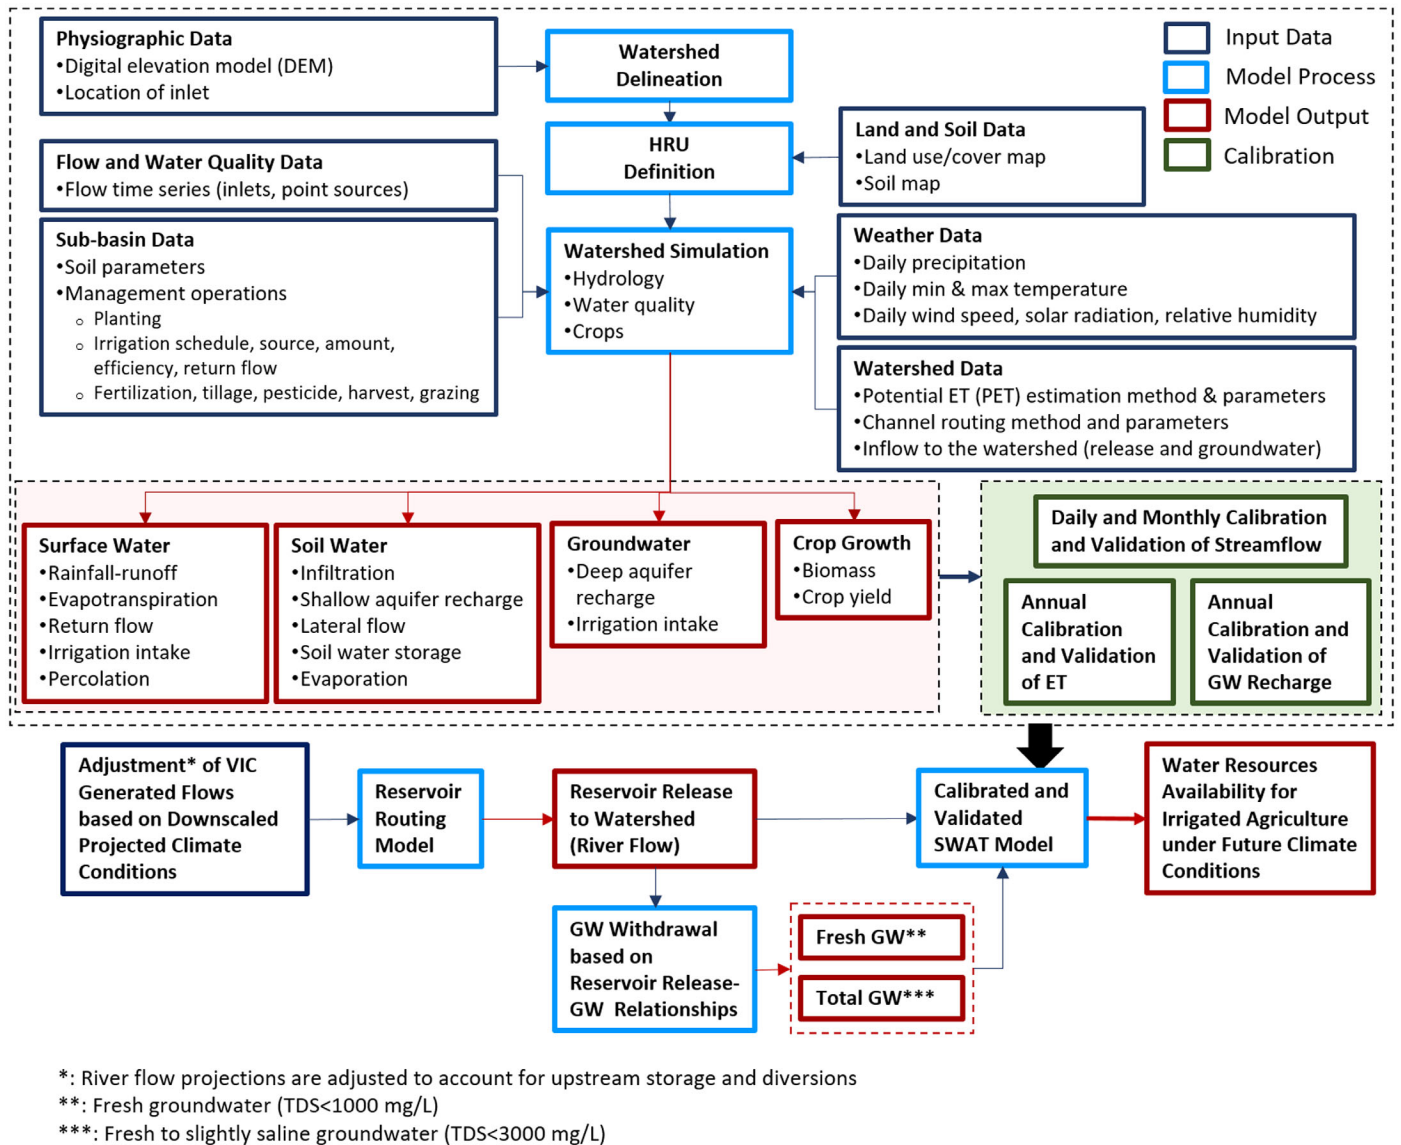 Physiographic Data
•Digital elevation model (DEM)
•Location of inlet
Watershed
Delineation
Input Data
Model Process
Model Output
Calibration
Flow and Water Quality Data
•Flow time series (inlets, point sources)
HRU
Definition
Land and Soil Data
•Land use/cover map
•Soil map
Sub-basin Data
•Soil parameters
•Management operations
o Planting
o Irrigation schedule, source, amount,
efficiency, return flow
o Fertilization, tillage, pesticide, harvest, grazing
Watershed Simulation
•Hydrology
•Water quality
•Crops
Weather Data
•Daily precipitation
•Daily min & max temperature
•Daily wind speed, solar radiation, relative humidity
Watershed Data
•Potential ET (PET) estimation method & parameters
•Channel routing method and parameters
•Inflow to the watershed (release and groundwater)
Surface Water
•Rainfall-runoff
•Evapotranspiration
•Return flow
•Irrigation intake
•Percolation
Soil Water
•Infiltration
•Shallow aquifer recharge
•Lateral flow
•Soil water storage
•Evaporation
Groundwater
•Deep aquifer
recharge
•Irrigation intake
Crop Growth
•Biomass
•Crop yield
Daily and Monthly Calibration
and Validation of Streamflow
Annual
Calibration
and Validation
of ET
Annual
Calibration and
Validation of
GW Recharge
Adjustment* of VIC
Generated Flows
based on Downscaled
Projected Climate
Conditions
Reservoir
Routing
Model
Reservoir Release
to Watershed
(River Flow)
Calibrated and
Validated
SWAT Model
Water Resources
Availability for
Irrigated Agriculture
under Future Climate
Conditions
GW Withdrawal
based on
Reservoir Release-
GW Relationships
Fresh GW**
Total GW***
*: River flow projections are adjusted to account for upstream storage and diversions
**: Fresh groundwater (TDS<1000 mg/L)
***: Fresh to slightly saline groundwater (TDS<3000 mg/L)